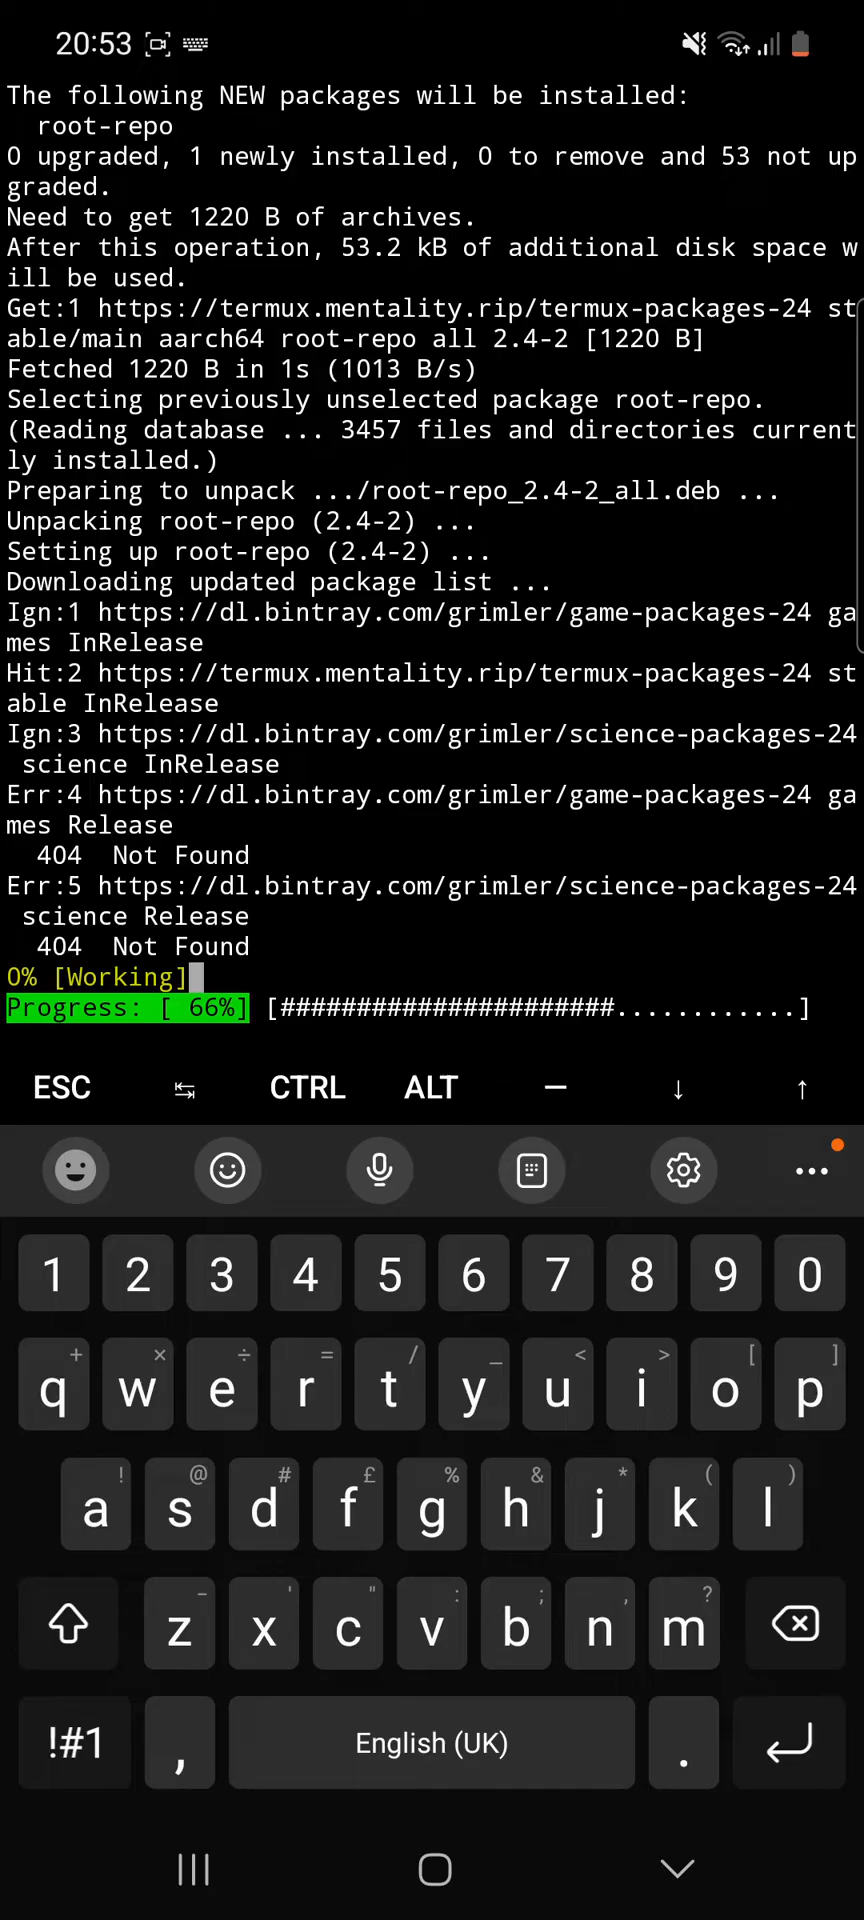 20:53
The following NEW packages will be installed:
  root-repo
0 upgraded, 1 newly installed, 0 to remove and 53 not up
graded.
Need to get 1220 B of archives.
After this operation, 53.2 kB of additional disk space w
ill be used.
Get:1 https://termux.mentality.rip/termux-packages-24 st
able/main aarch64 root-repo all 2.4-2 [1220 B]
Fetched 1220 B in 1s (1013 B/s)
Selecting previously unselected package root-repo.
(Reading database ... 3457 files and directories current
ly installed.)
Preparing to unpack .../root-repo_2.4-2_all.deb ...
Unpacking root-repo (2.4-2) ...
Setting up root-repo (2.4-2) ...
Downloading updated package list ...
Ign:1 https://dl.bintray.com/grimler/game-packages-24 ga
mes InRelease
Hit:2 https://termux.mentality.rip/termux-packages-24 st
able InRelease
Ign:3 https://dl.bintray.com/grimler/science-packages-24
 science InRelease
Err:4 https://dl.bintray.com/grimler/game-packages-24 ga
mes Release
  404  Not Found
Err:5 https://dl.bintray.com/grimler/science-packages-24
 science Release
  404  Not Found
0% [Working]
Progress: [ 66%] [######################............]
ESC ↹ CTRL ALT — ↓ ↑
1 2 3 4 5 6 7 8 9 0
+ × ÷ = / _ < > [ ]
q w e r t y u i o p
! @ # £ % & * ( )
a s d f g h j k l
- ' " : ; , ?
z x c v b n m
!#1 , English (UK) .